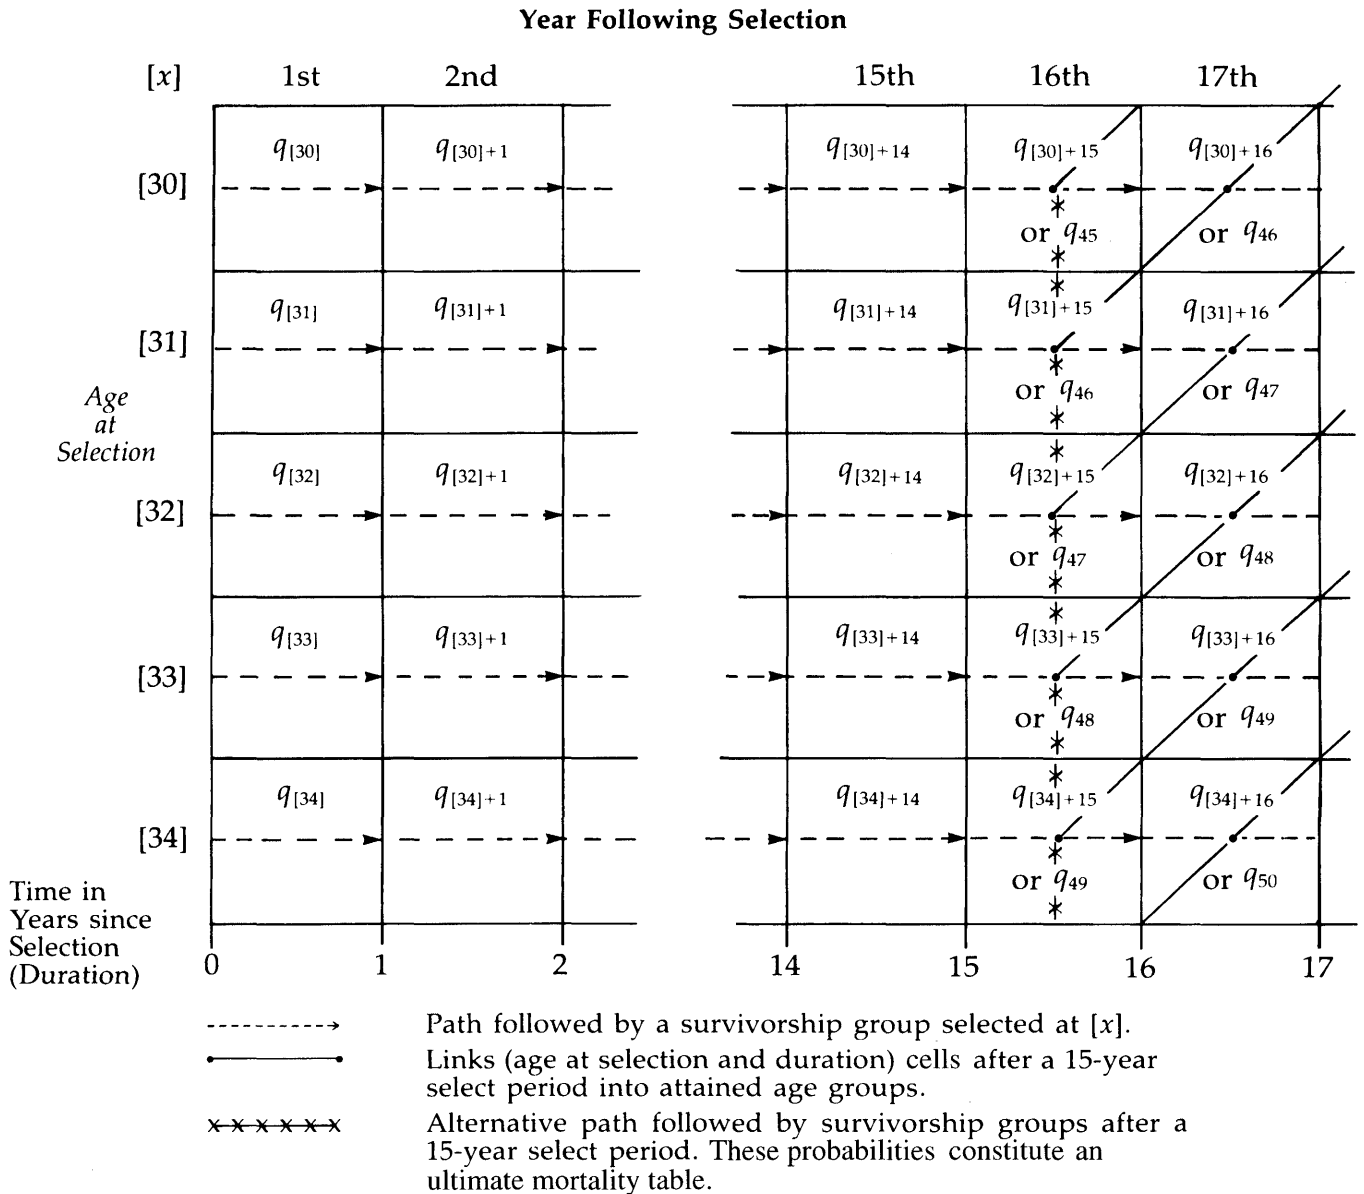 Year Following Selection
[x] 1st 2nd 15th 16th 17th
q[30] q[30]+1 q[30]+14 q[30]+15 q[30]+16
[30]
or q45 or q46
q[31] q[31]+1 q[31]+14 q[31]+15 q[31]+16
[31]
or q46 or q47
Age
at
Selection
q[32] q[32]+1 q[32]+14 q[32]+15 q[32]+16
[32]
or q47 or q48
q[33] q[33]+1 q[33]+14 q[33]+15 q[33]+16
[33]
or q48 or q49
q[34] q[34]+1 q[34]+14 q[34]+15 q[34]+16
[34]
or q49 or q50
Time in
Years since
Selection
(Duration)
0 1 2 14 15 16 17
Path followed by a survivorship group selected at [x].
Links (age at selection and duration) cells after a 15-year
select period into attained age groups.
Alternative path followed by survivorship groups after a
15-year select period. These probabilities constitute an
ultimate mortality table.